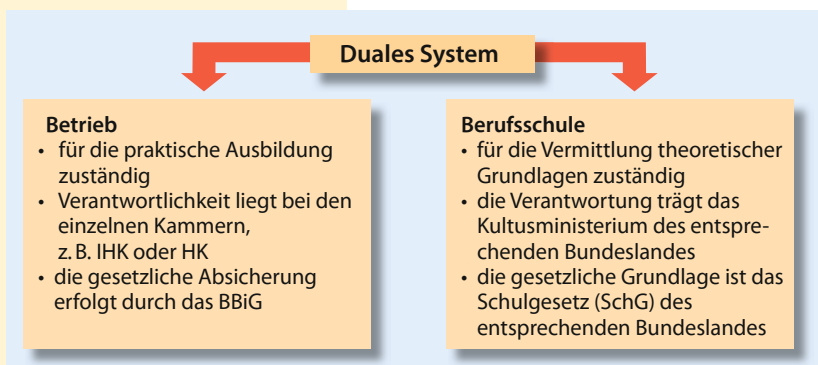 Duales System
Betrieb
• für die praktische Ausbildung
zuständig
• Verantwortlichkeit liegt bei den
einzelnen Kammern,
z. B. IHK oder HK
• die gesetzliche Absicherung
erfolgt durch das BBiG
Berufsschule
• für die Vermittlung theoretischer
Grundlagen zuständig
• die Verantwortung trägt das
Kultusministerium des entspre-
chenden Bundeslandes
• die gesetzliche Grundlage ist das
Schulgesetz (SchG) des
entsprechenden Bundeslandes